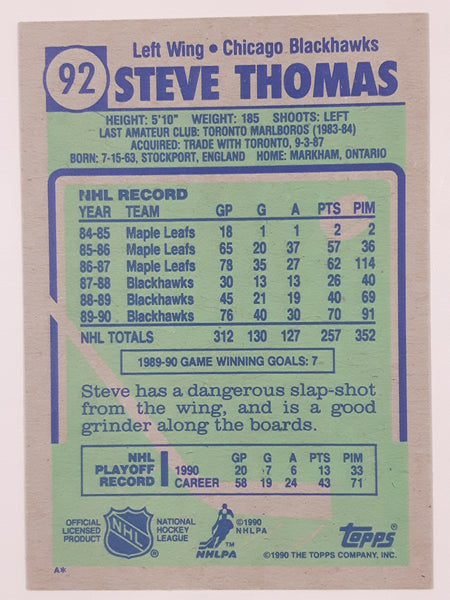 92
Left Wing • Chicago Blackhawks
STEVE THOMAS
HEIGHT: 5'10" WEIGHT: 185 SHOOTS: LEFT
LAST AMATEUR CLUB: TORONTO MARLBOROS (1983-84)
ACQUIRED: TRADE WITH TORONTO, 9-3-87
BORN: 7-15-63, STOCKPORT, ENGLAND HOME: MARKHAM, ONTARIO
NHL RECORD
YEAR TEAM GP G A PTS PIM
84-85 Maple Leafs 18 1 1 2 2
85-86 Maple Leafs 65 20 37 57 36
86-87 Maple Leafs 78 35 27 62 114
87-88 Blackhawks 30 13 13 26 40
88-89 Blackhawks 45 21 19 40 69
89-90 Blackhawks 76 40 30 70 91
NHL TOTALS 312 130 127 257 352
1989-90 GAME WINNING GOALS: 7
Steve has a dangerous slap-shot
from the wing, and is a good
grinder along the boards.
NHL PLAYOFF RECORD
GP G A PTS PIM
1990 20 7 6 13 33
CAREER 58 19 24 43 71
OFFICIAL LICENSED PRODUCT
NHL
NATIONAL HOCKEY LEAGUE
©1990 NHLPA
NHLPA
Topps®
©1990 THE TOPPS COMPANY, INC.
A*